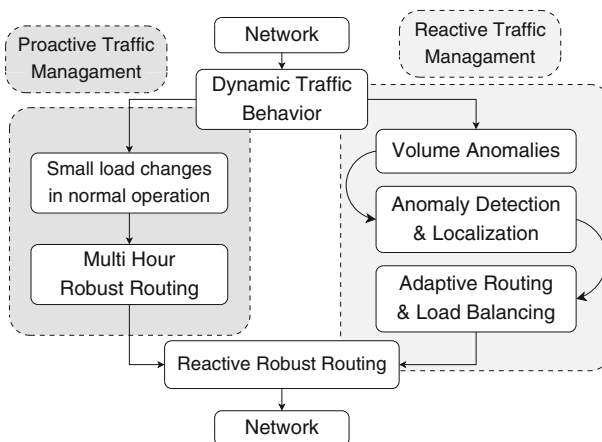 Network
Proactive Traffic
Managament
Reactive Traffic
Managament
Dynamic Traffic
Behavior
Small load changes
in normal operation
Multi Hour
Robust Routing
Volume Anomalies
Anomaly Detection
& Localization
Adaptive Routing
& Load Balancing
Reactive Robust Routing
Network